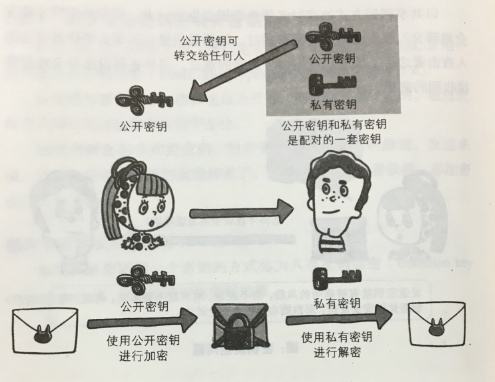 公开密钥可
转交给任何人
公开密钥
私有密钥
公开密钥
公开密钥和私有密钥
是配对的一套密钥
公开密钥
私有密钥
使用公开密钥
进行加密
使用私有密钥
进行解密